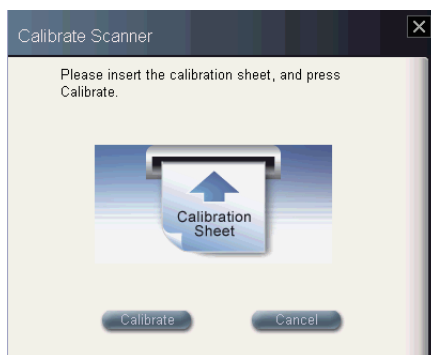 Calibrate Scanner
Please insert the calibration sheet, and press
Calibrate.
Calibration
Sheet
Calibrate
Cancel